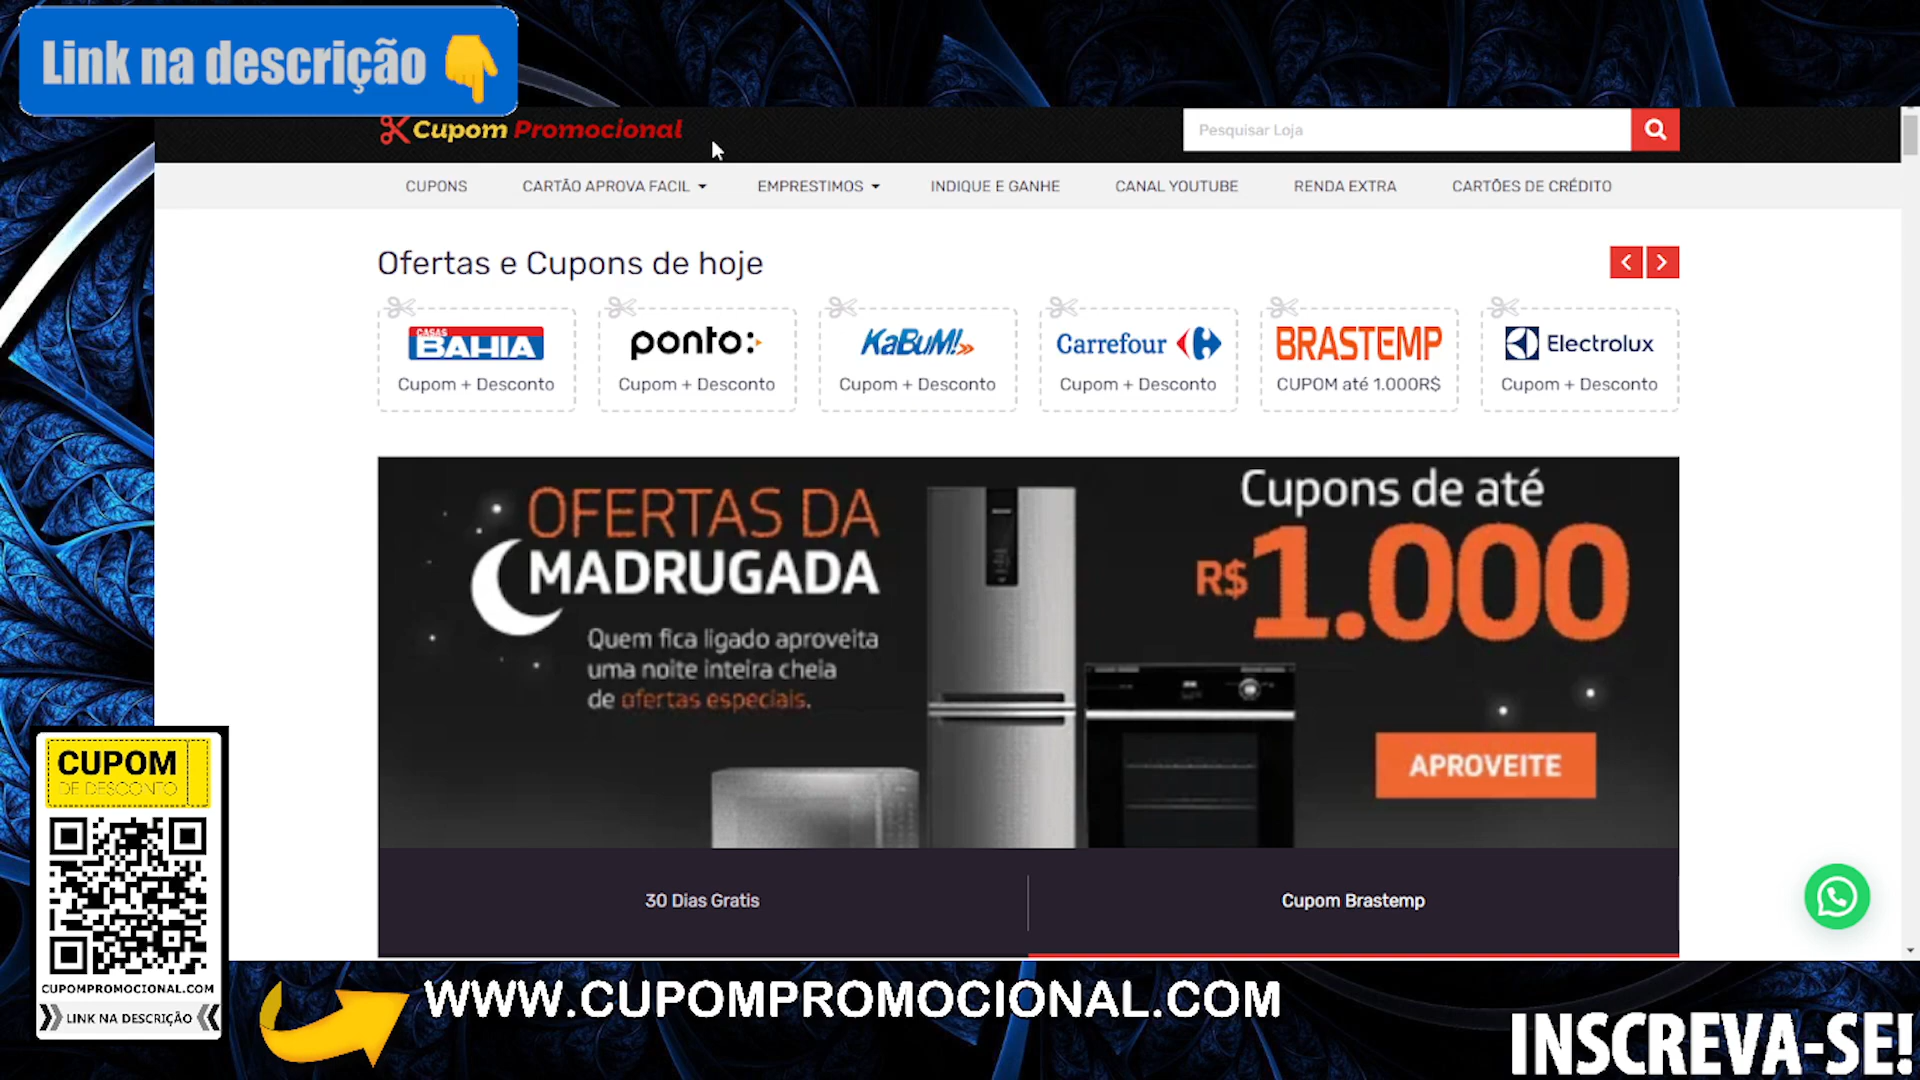 Link na descrição
Cupom Promocional
Pesquisar Loja
CUPONS
CARTÃO APROVA FACIL
EMPRESTIMOS
INDIQUE E GANHE
CANAL YOUTUBE
RENDA EXTRA
CARTÕES DE CRÉDITO
Ofertas e Cupons de hoje
CASAS
BAHIA
Cupom + Desconto
ponto:
Cupom + Desconto
KaBuM!
Cupom + Desconto
Carrefour
Cupom + Desconto
BRASTEMP
CUPOM até 1.000R$
Electrolux
Cupom + Desconto
OFERTAS DA
MADRUGADA
Quem fica ligado aproveita
uma noite inteira cheia
de ofertas especiais.
Cupons de até
R$1.000
APROVEITE
30 Dias Gratis
Cupom Brastemp
CUPOM
DE DESCONTO
CUPOMPROMOCIONAL.COM
LINK NA DESCRIÇÃO
WWW.CUPOMPROMOCIONAL.COM
INSCREVA-SE!